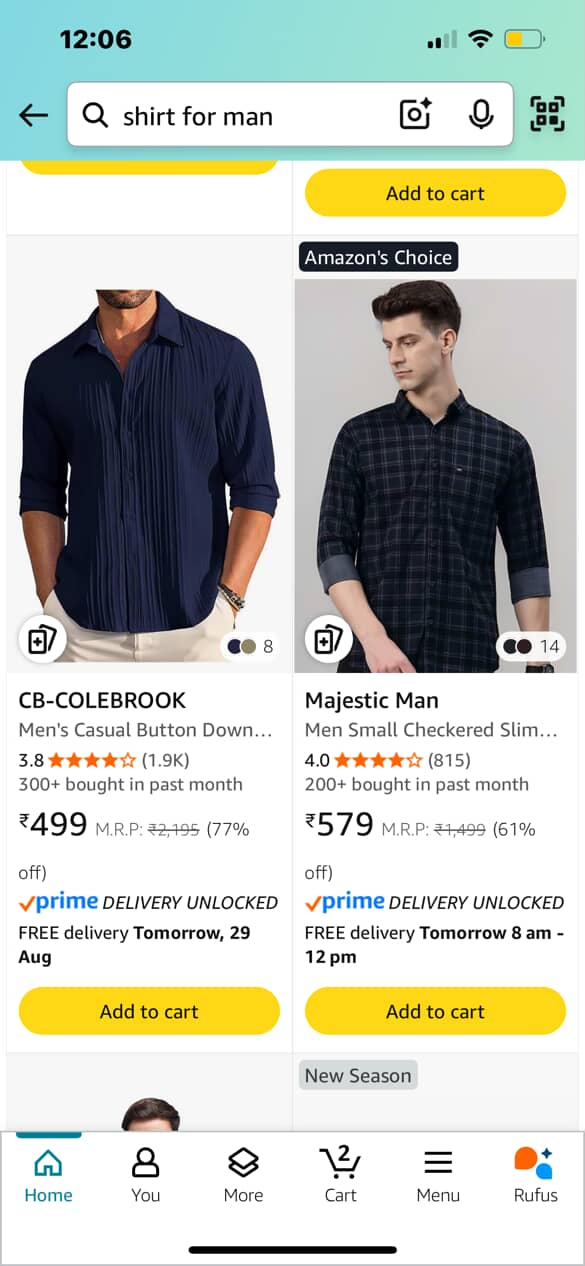 12:06
shirt for man
Add to cart
Amazon's Choice
8
14
CB-COLEBROOK
Men's Casual Button Down...
3.8 (1.9K)
300+ bought in past month
₹499 M.R.P: ₹2,195 (77%
off)
prime DELIVERY UNLOCKED
FREE delivery Tomorrow, 29
Aug
Add to cart
Majestic Man
Men Small Checkered Slim...
4.0 (815)
200+ bought in past month
₹579 M.R.P: ₹1,499 (61%
off)
prime DELIVERY UNLOCKED
FREE delivery Tomorrow 8 am -
12 pm
Add to cart
New Season
Home
You
More
2
Cart
Menu
Rufus